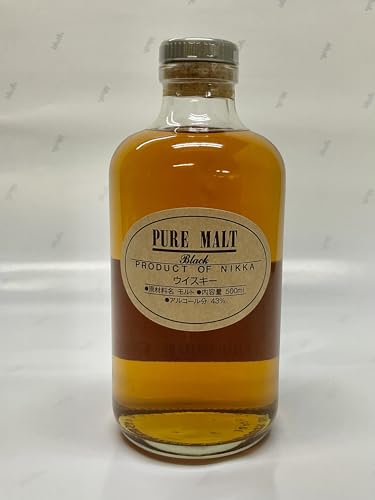 PURE MALT
Black
PRODUCT OF NIKKA
ウイスキー
●原材料名 モルト ●内容量 500ml
●アルコール分 43%